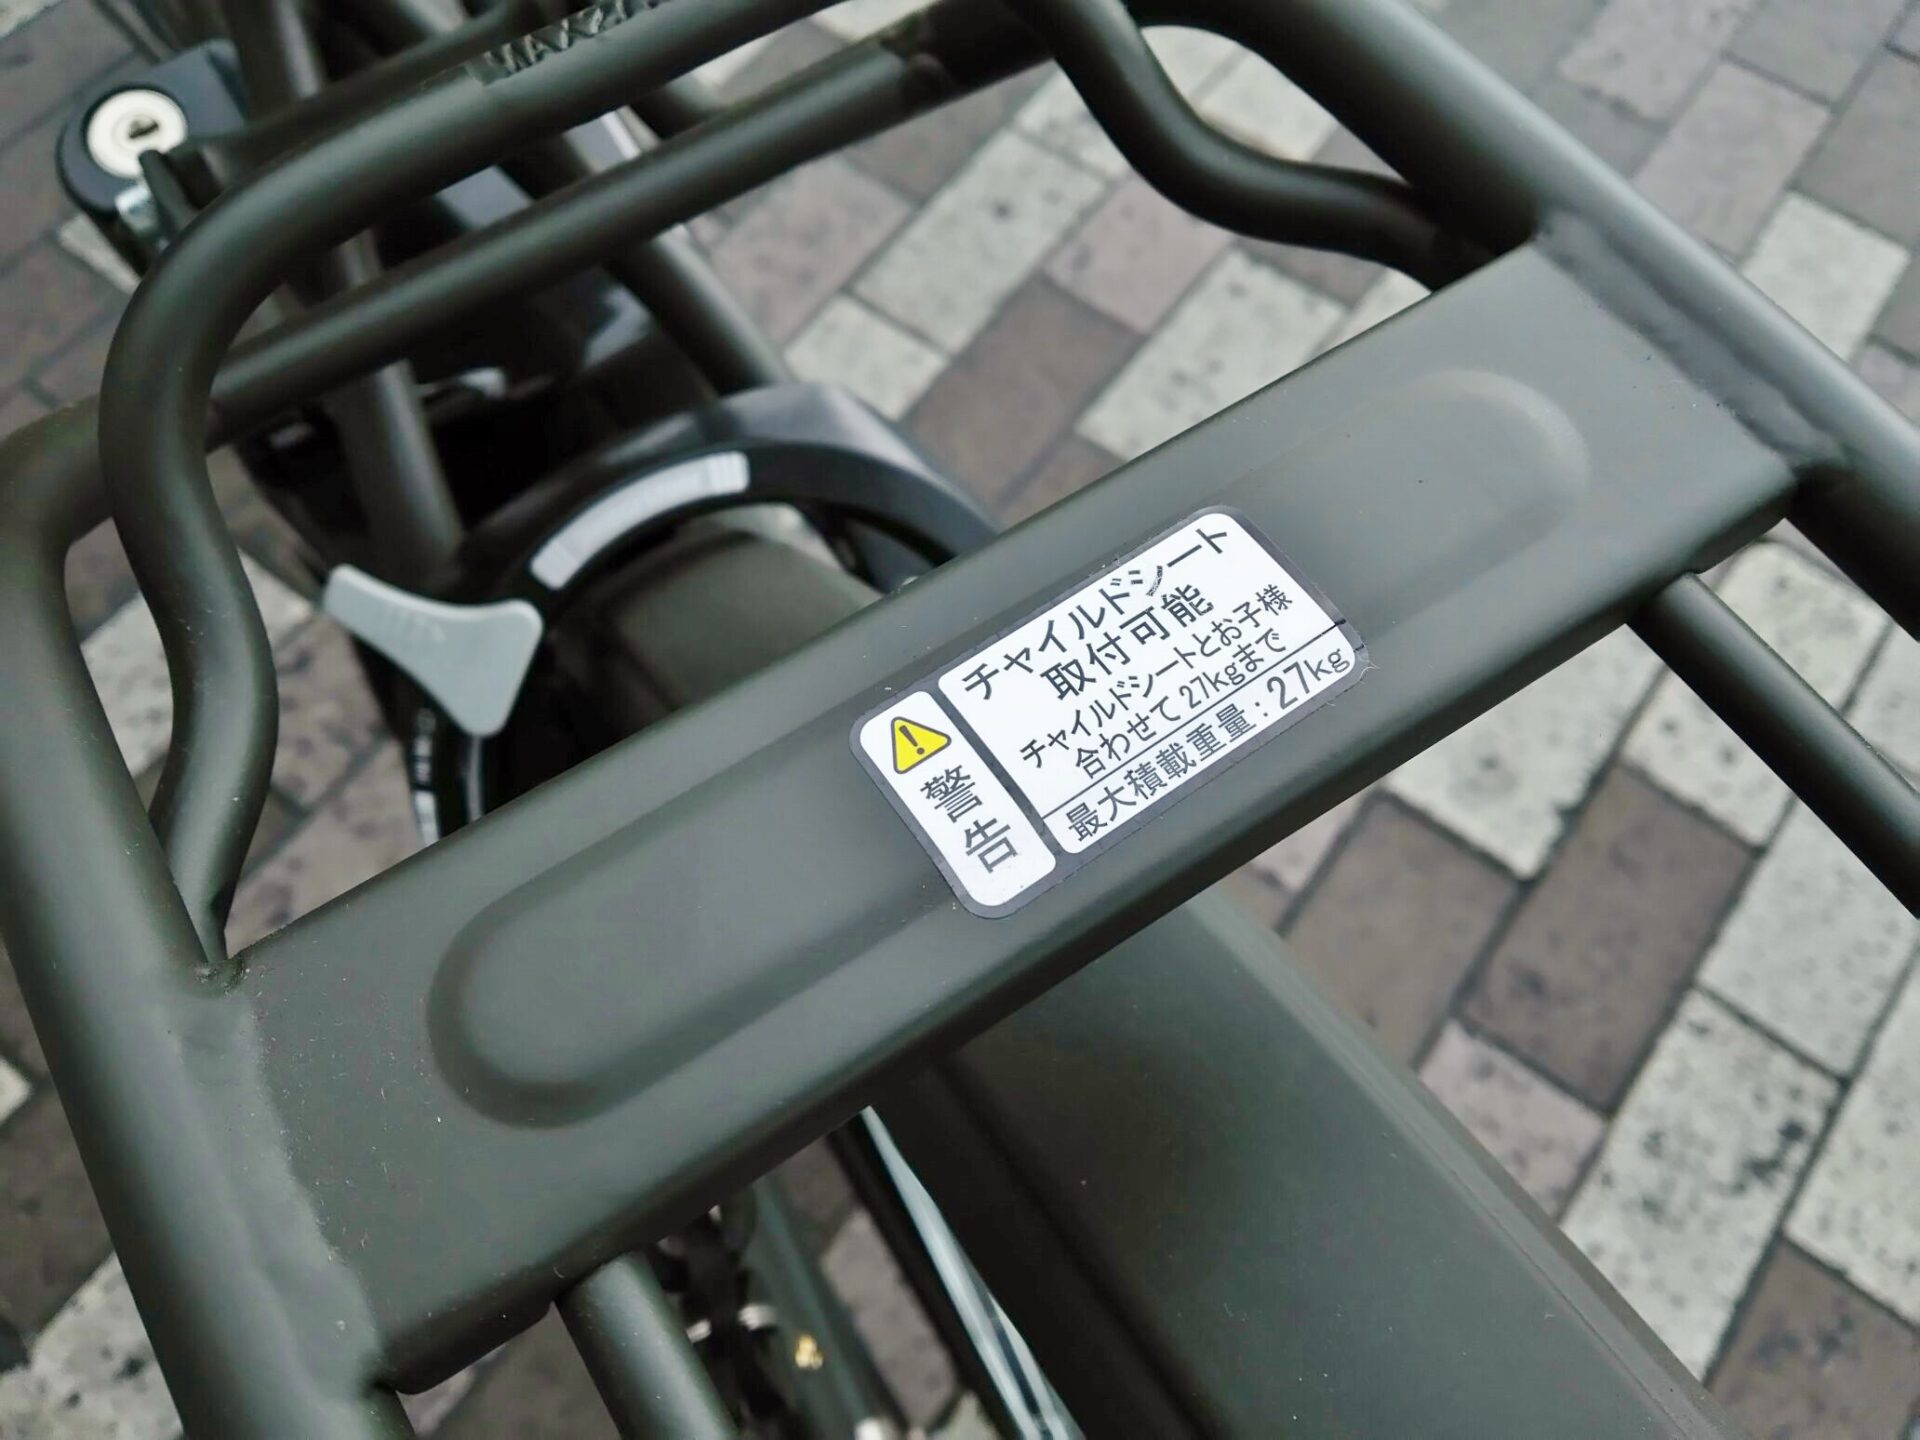 警告
チャイルドシート
取付可能
チャイルドシートとお子様
合わせて27kgまで
最大積載重量：27kg